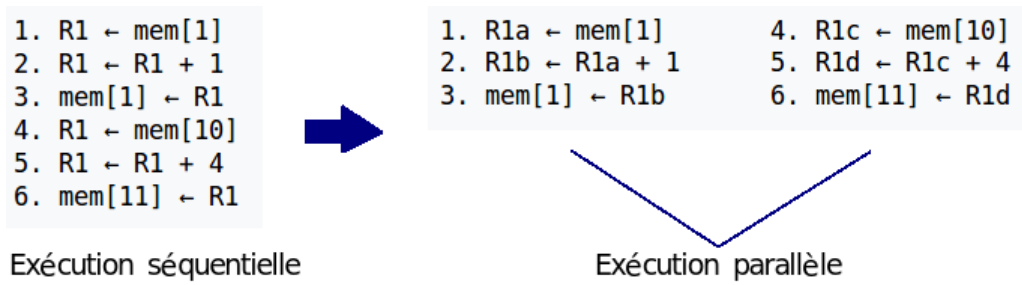 1. R1 ← mem[1]
2. R1 ← R1 + 1
3. mem[1] ← R1
4. R1 ← mem[10]
5. R1 ← R1 + 4
6. mem[11] ← R1
Exécution séquentielle
1. R1a ← mem[1]
2. R1b ← R1a + 1
3. mem[1] ← R1b
4. R1c ← mem[10]
5. R1d ← R1c + 4
6. mem[11] ← R1d
Exécution parallèle